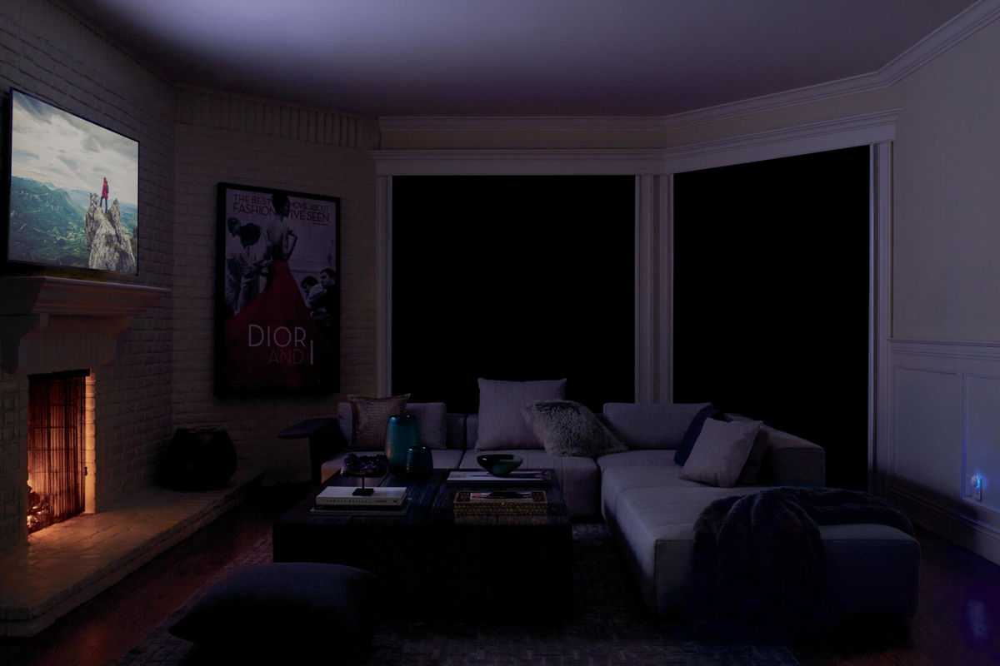 THE BEST MOVIE ABOUT
FASHION I'VE SEEN
DIOR
AND I